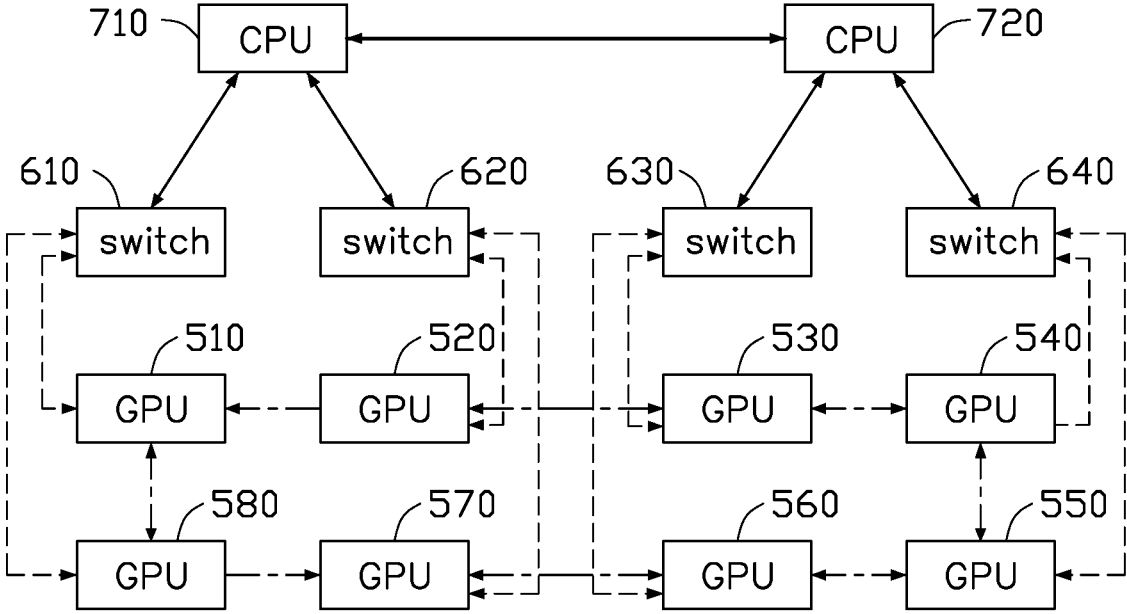 710 CPU CPU 720
610 620 630 640
switch switch switch switch
510 520 530 540
GPU GPU GPU GPU
580 570 560 550
GPU GPU GPU GPU